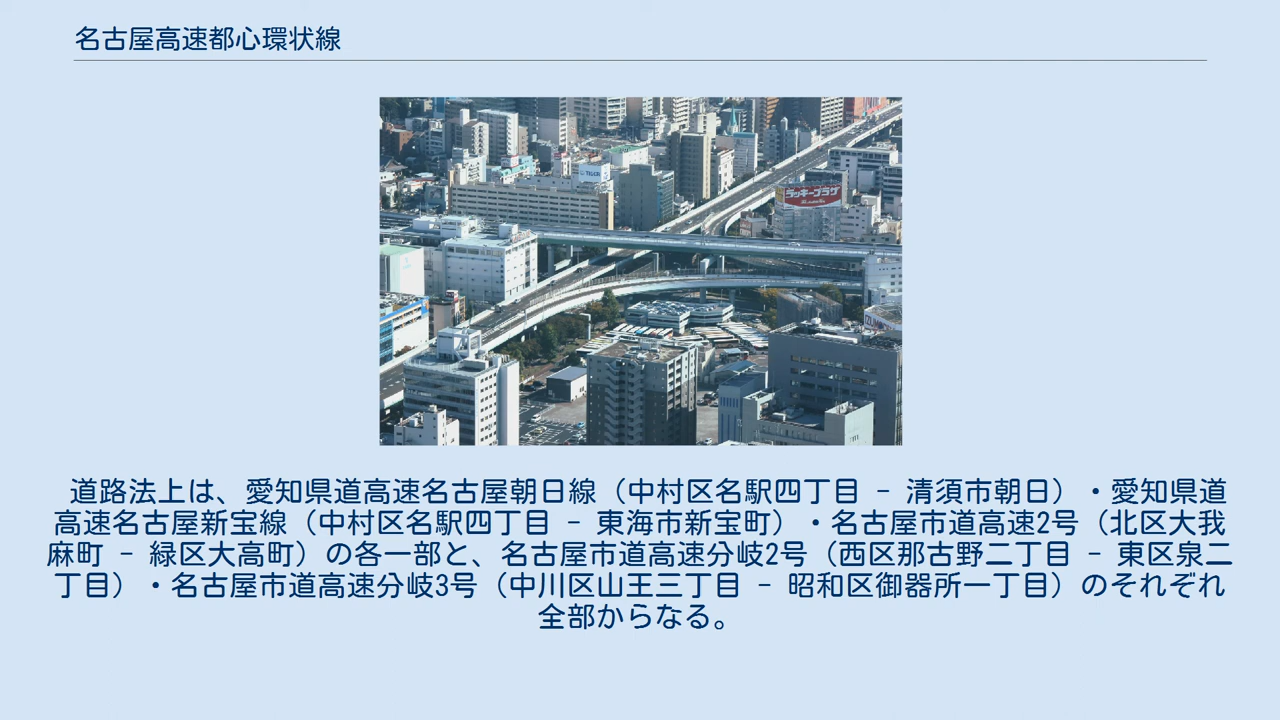 名古屋高速都心環状線
ラッキープラザ
道路法上は、愛知県道高速名古屋朝日線（中村区名駅四丁目 - 清須市朝日）・愛知県道
高速名古屋新宝線（中村区名駅四丁目 - 東海市新宝町）・名古屋市道高速2号（北区大我
麻町 - 緑区大高町）の各一部と、名古屋市道高速分岐2号（西区那古野二丁目 - 東区泉二
丁目）・名古屋市道高速分岐3号（中川区山王三丁目 - 昭和区御器所一丁目）のそれぞれ
全部からなる。